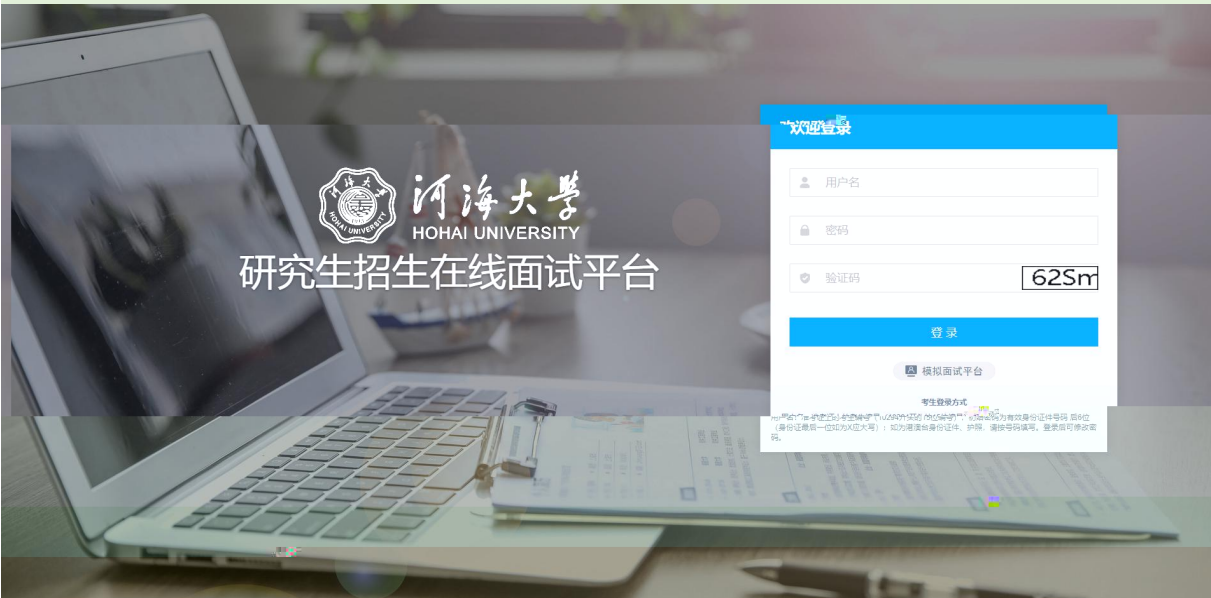 欢迎登录
河海大学
HOHAI UNIVERSITY
研究生招生在线面试平台
用户名
密码
验证码
62Sm
登 录
模拟面试平台
考生登录方式
(身份证最后一位如为X应大写);如为港澳台身份证件、护照,请按号码填写。登录后可修改密
码。